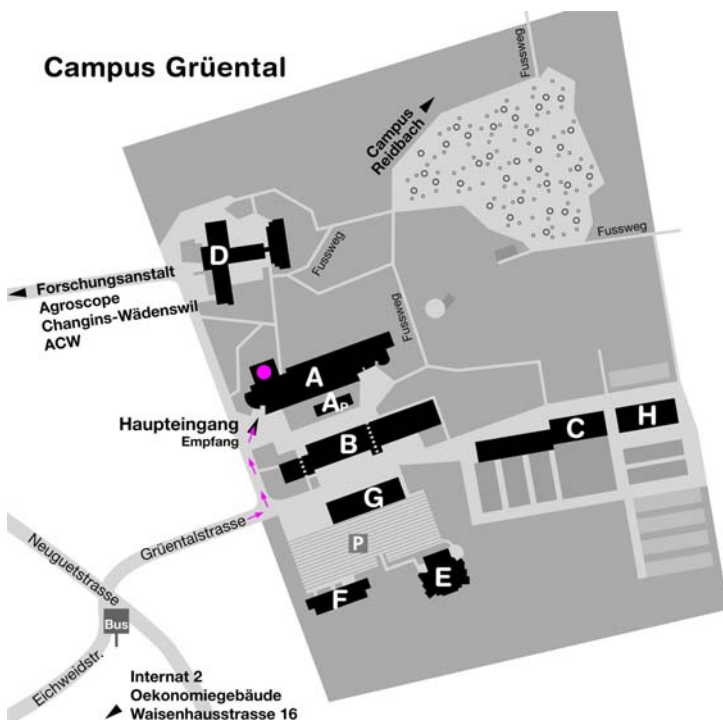 Campus Grüental
Fussweg
Campus
Reidbach
Fussweg
D
Fussweg
Forschungsanstalt
Agroscope
Changins-Wädenswil
ACW
Fussweg
A
AP
Haupteingang
Empfang
B
C
H
G
Grüentalstrasse
P
Neuguetstrasse
E
F
Bus
Eichweidstr.
Internat 2
Oekonomiegebäude
Waisenhausstrasse 16